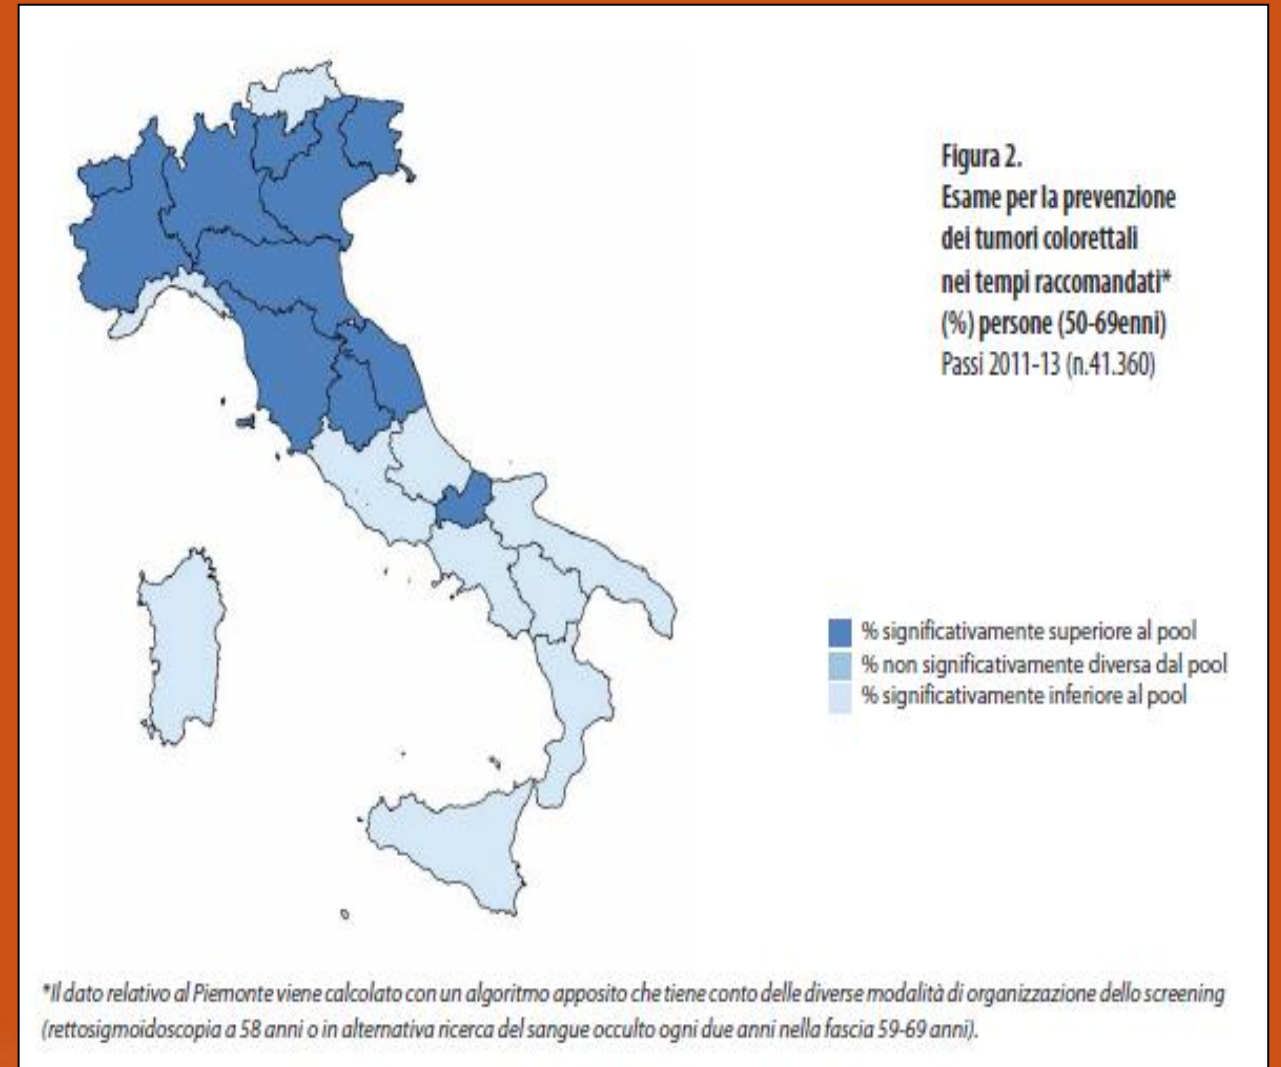 Figura 2.
Esame per la prevenzione
dei tumori colorettali
nei tempi raccomandati*
(%) persone (50-69enni)
Passi 2011-13 (n.41.360)
% significativamente superiore al pool
% non significativamente diversa dal pool
% significativamente inferiore al pool
*Il dato relativo al Piemonte viene calcolato con un algoritmo apposito che tiene conto delle diverse modalità di organizzazione dello screening
(rettosigmoidoscopia a 58 anni o in alternativa ricerca del sangue occulto ogni due anni nella fascia 59-69 anni).